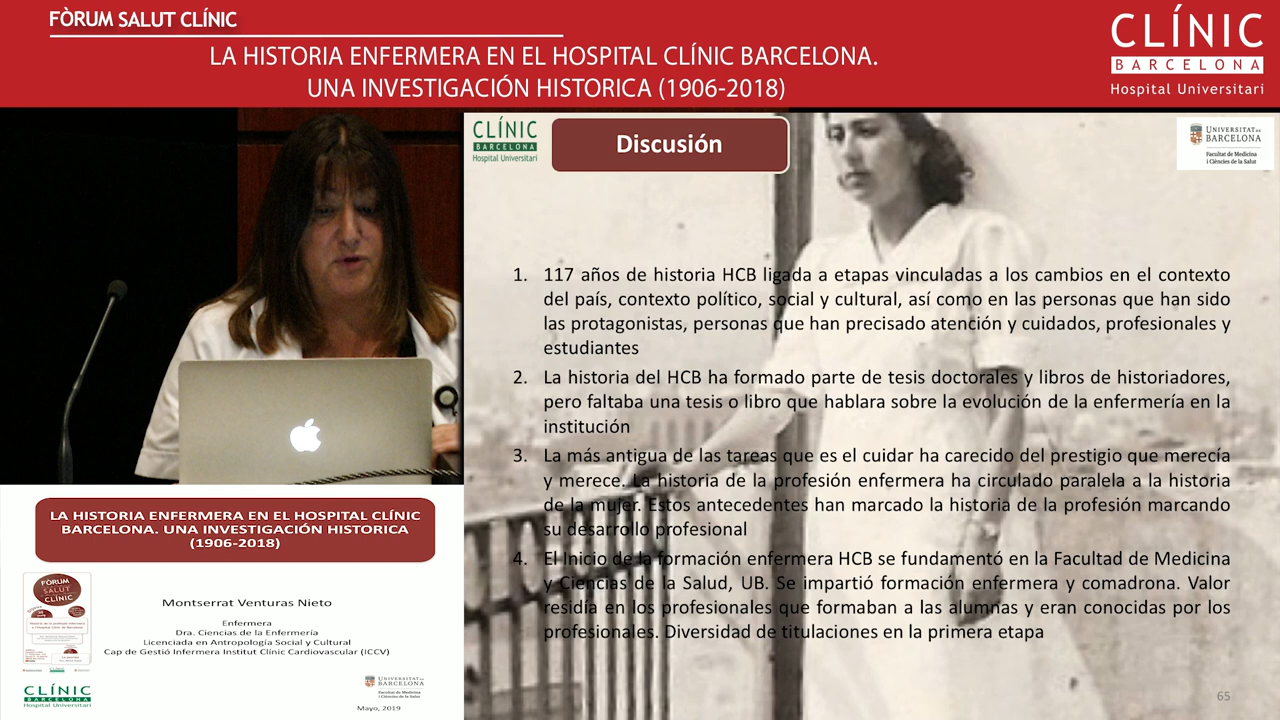 FÒRUM SALUT CLÍNIC
LA HISTORIA ENFERMERA EN EL HOSPITAL CLÍNIC BARCELONA.
UNA INVESTIGACIÓN HISTORICA (1906-2018)
CLÍNIC
BARCELONA
Hospital Universitari
CLÍNIC
BARCELONA
Hospital Universitari
Discusión
UNIVERSITAT DE
BARCELONA
Facultat de Medicina
i Ciències de la Salut
1. 117 años de historia HCB ligada a etapas vinculadas a los cambios en el contexto
del país, contexto político, social y cultural, así como en las personas que han sido
las protagonistas, personas que han precisado atención y cuidados, profesionales y
estudiantes
2. La historia del HCB ha formado parte de tesis doctorales y libros de historiadores,
pero faltaba una tesis o libro que hablara sobre la evolución de la enfermería en la
institución
3. La más antigua de las tareas que es el cuidar ha carecido del prestigio que merecía
y merece. La historia de la profesión enfermera ha circulado paralela a la historia
de la mujer. Estos antecedentes han marcado la historia de la profesión marcando
su desarrollo profesional
4. El Inicio de la formación enfermera HCB se fundamentó en la Facultad de Medicina
y Ciencias de la Salud, UB. Se impartió formación enfermera y comadrona. Valor
residía en los profesionales que formaban a las alumnas y eran conocidas por los
profesionales. Diversidad de titulaciones en la primera etapa
65
LA HISTORIA ENFERMERA EN EL HOSPITAL CLÍNIC
BARCELONA. UNA INVESTIGACIÓN HISTORICA
(1906-2018)
FÒRUM
SALUT
CLÍNIC
Montserrat Venturas Nieto
Enfermera
Dra. Ciencias de la Enfermería
Licenciada en Antropología Social y Cultural
Cap de Gestió Infermera Institut Clínic Cardiovascular (ICCV)
CLÍNIC
BARCELONA
Hospital Universitari
UNIVERSITAT DE
BARCELONA
Facultat de Medicina
i Ciències de la Salut
Mayo, 2019